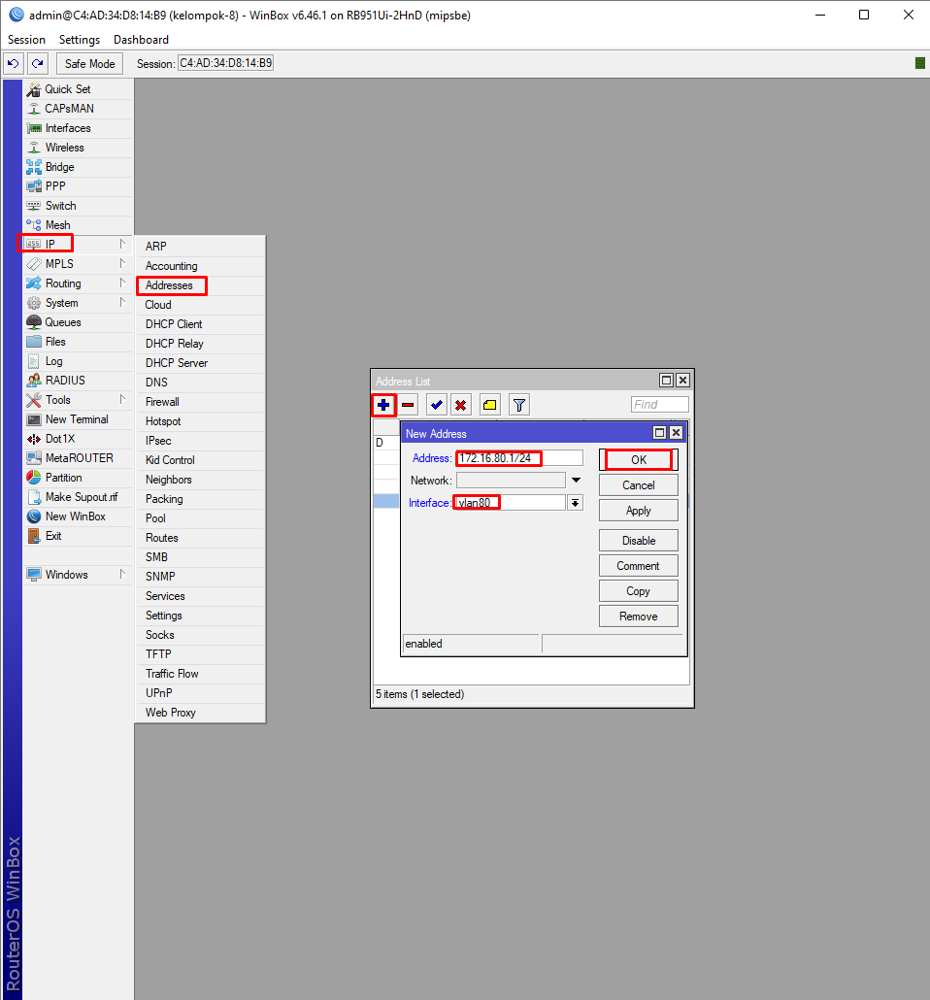 admin@C4:AD:34:D8:14:B9 (kelompok-8) - WinBox v6.46.1 on RB951Ui-2HnD (mipsbe)
Session Settings Dashboard
Safe Mode Session: C4:AD:34:D8:14:B9
Quick Set
CAPsMAN
Interfaces
Wireless
Bridge
PPP
Switch
Mesh
IP
MPLS
Routing
System
Queues
Files
Log
RADIUS
Tools
New Terminal
Dot1X
MetaROUTER
Partition
Make Supout.rif
New WinBox
Exit
Windows
RouterOS WinBox
ARP
Accounting
Addresses
Cloud
DHCP Client
DHCP Relay
DHCP Server
DNS
Firewall
Hotspot
IPsec
Kid Control
Neighbors
Packing
Pool
Routes
SMB
SNMP
Services
Settings
Socks
TFTP
Traffic Flow
UPnP
Web Proxy
Address List
Find
D
New Address
Address: 172.16.80.1/24
Network:
Interface: vlan80
OK
Cancel
Apply
Disable
Comment
Copy
Remove
enabled
5 items (1 selected)